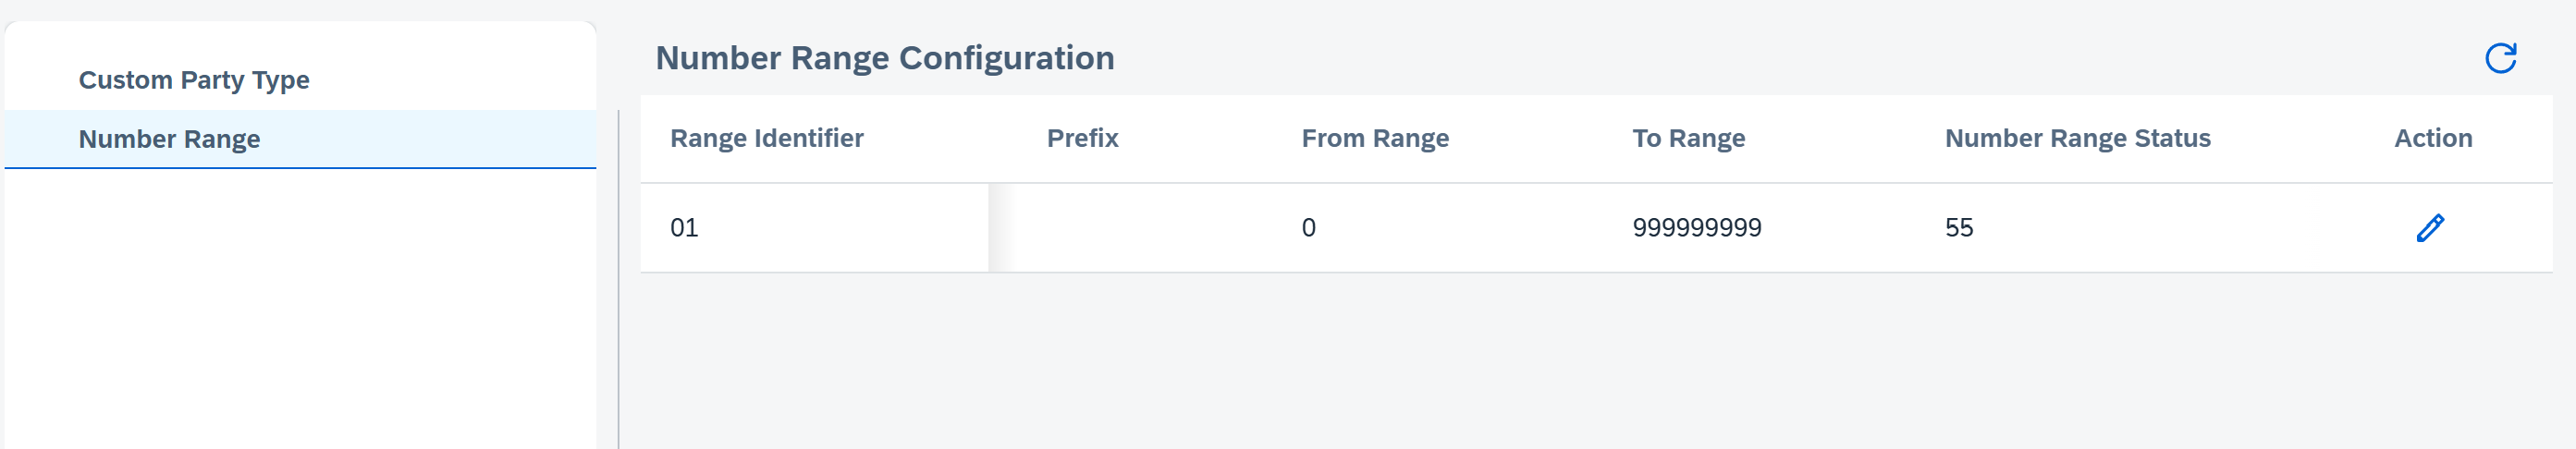 Custom Party Type
Number Range
Number Range Configuration
Range Identifier Prefix From Range To Range Number Range Status Action
01 0 999999999 55